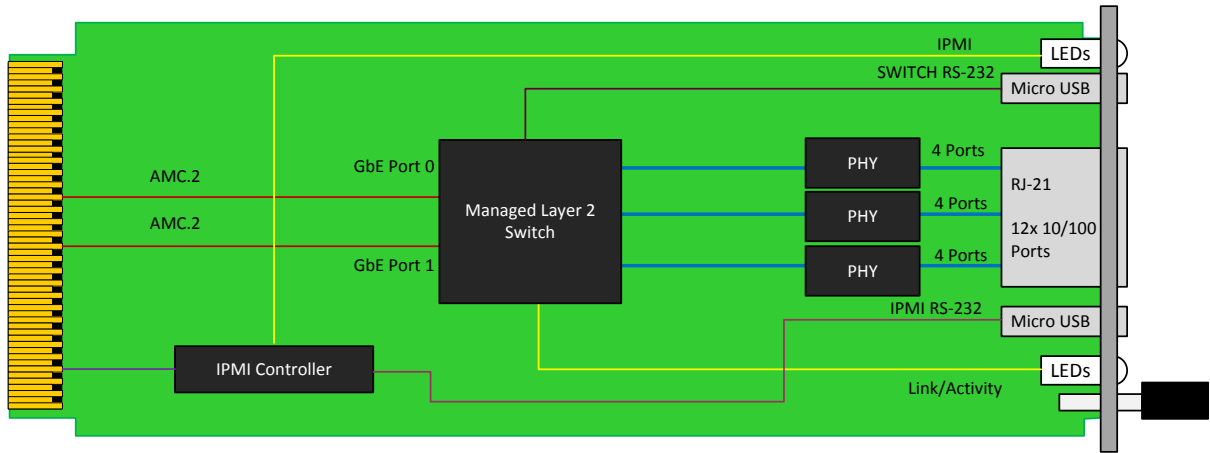 IPMI
LEDs
SWITCH RS-232
Micro USB
GbE Port 0
AMC.2
PHY
4 Ports
RJ-21
Managed Layer 2
Switch
PHY
4 Ports
12x 10/100
Ports
AMC.2
GbE Port 1
PHY
4 Ports
IPMI RS-232
Micro USB
IPMI Controller
LEDs
Link/Activity